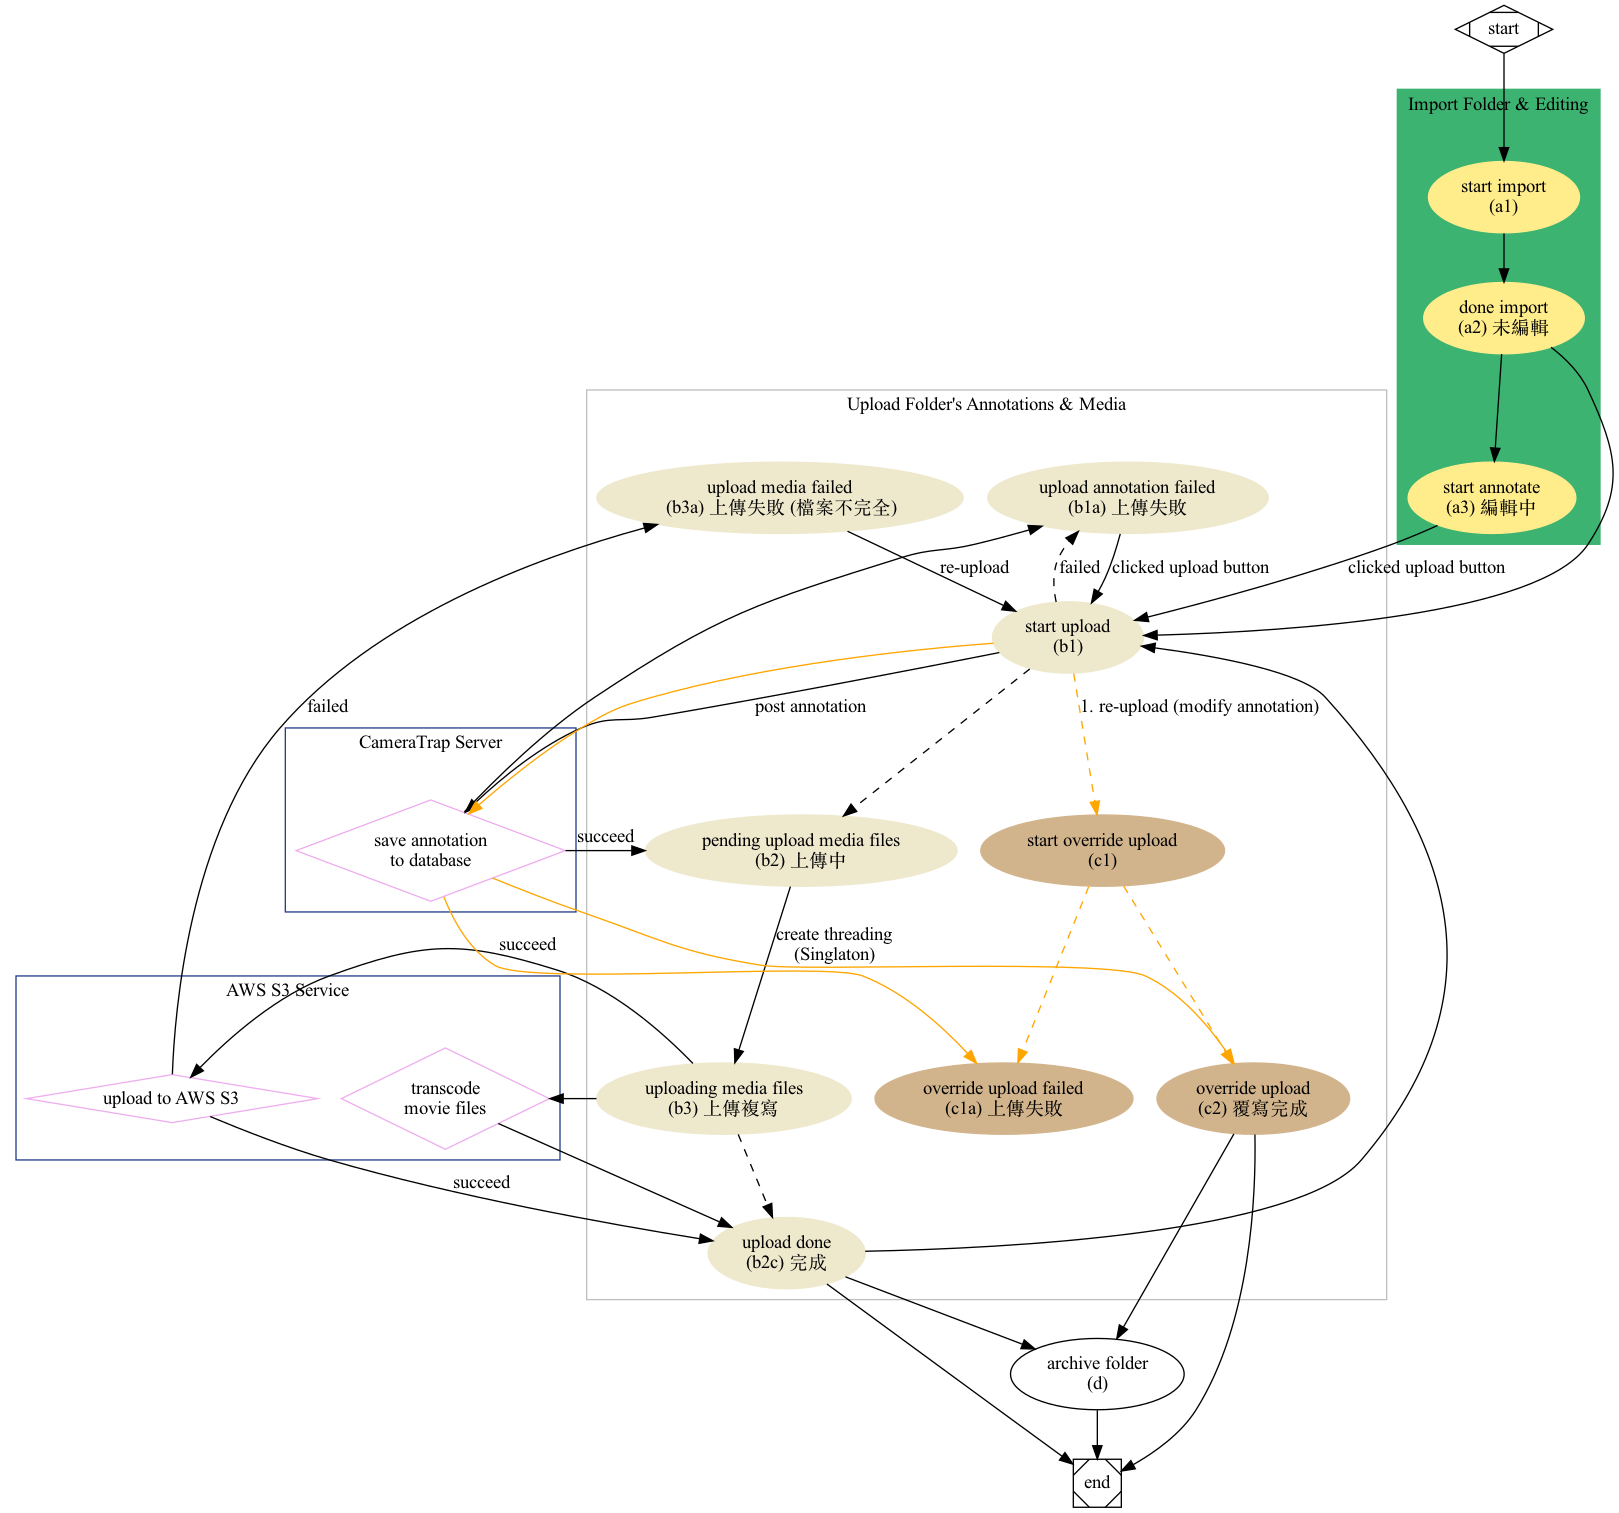 start
Import Folder & Editing
start import
(a1)
done import
(a2) 未編輯
start annotate
(a3) 編輯中
Upload Folder's Annotations & Media
upload media failed
(b3a) 上傳失敗 (檔案不完全)
upload annotation failed
(b1a) 上傳失敗
re-upload
failed
clicked upload button
clicked upload button
start upload
(b1)
failed
post annotation
1. re-upload (modify annotation)
CameraTrap Server
save annotation
to database
succeed
pending upload media files
(b2) 上傳中
start override upload
(c1)
succeed
create threading
(Singlaton)
AWS S3 Service
upload to AWS S3
transcode
movie files
uploading media files
(b3) 上傳複寫
override upload failed
(c1a) 上傳失敗
override upload
(c2) 覆寫完成
succeed
upload done
(b2c) 完成
archive folder
(d)
end